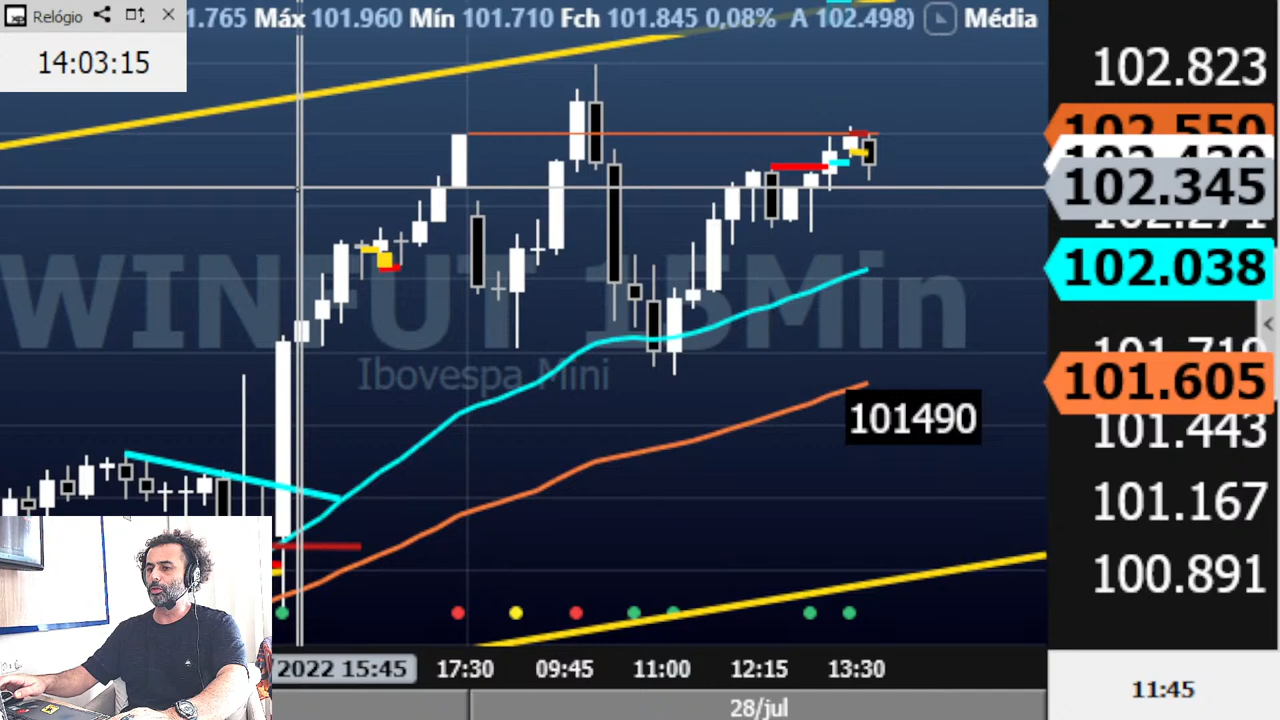 Relógio
1.765 Máx 101.960 Mín 101.710 Fch 101.845 0,08% A 102.498) Média
14:03:15
102.823
102.550
102.345
102.038
101.605
101.443
101.167
100.891
WINFUT 15Min
Ibovespa Mini
101490
2022 15:45 17:30 09:45 11:00 12:15 13:30
28/jul
11:45